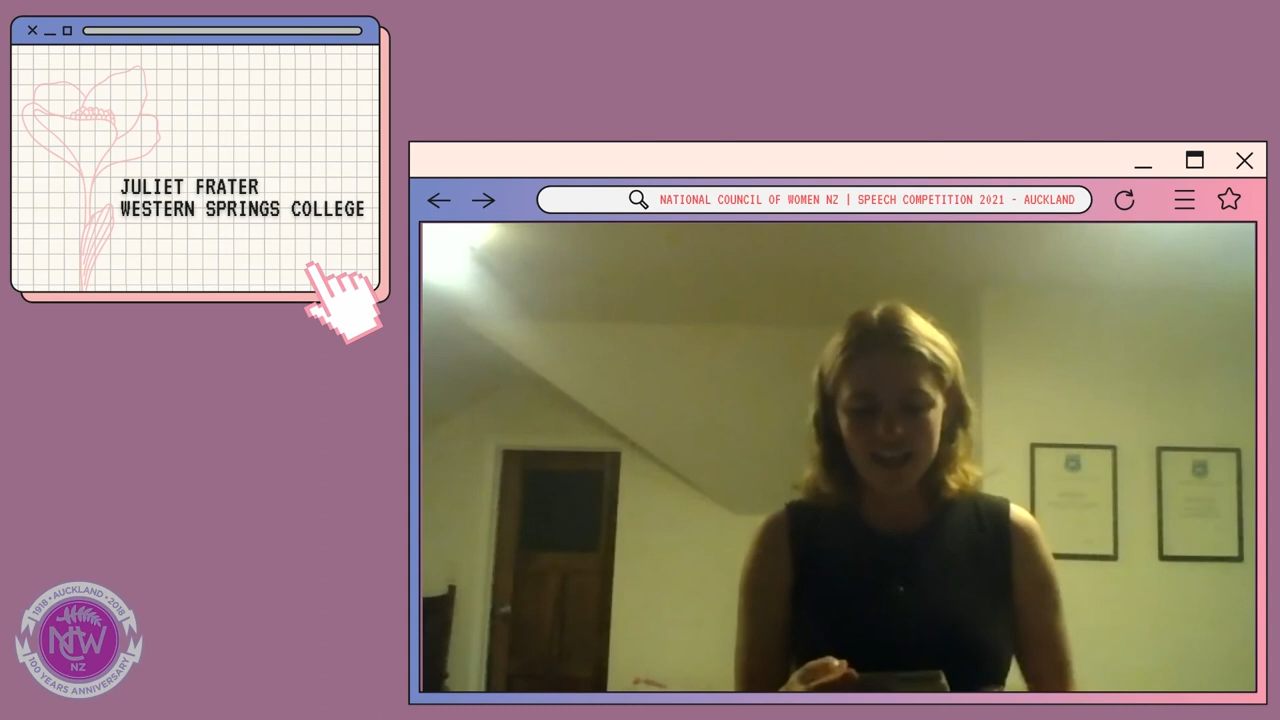 JULIET FRATER
WESTERN SPRINGS COLLEGE
NATIONAL COUNCIL OF WOMEN NZ | SPEECH COMPETITION 2021 - AUCKLAND
1918 • AUCKLAND • 2018
NCW
NZ
100 YEARS ANNIVERSARY